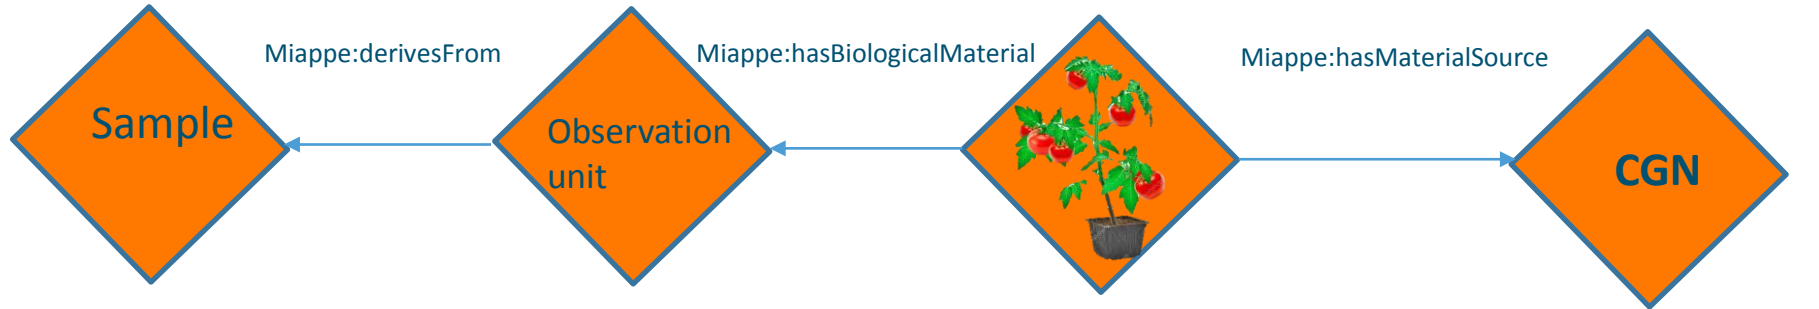 Miappe:derivesFrom
Miappe:hasBiologicalMaterial
Miappe:hasMaterialSource
Sample
Observation
unit
CGN